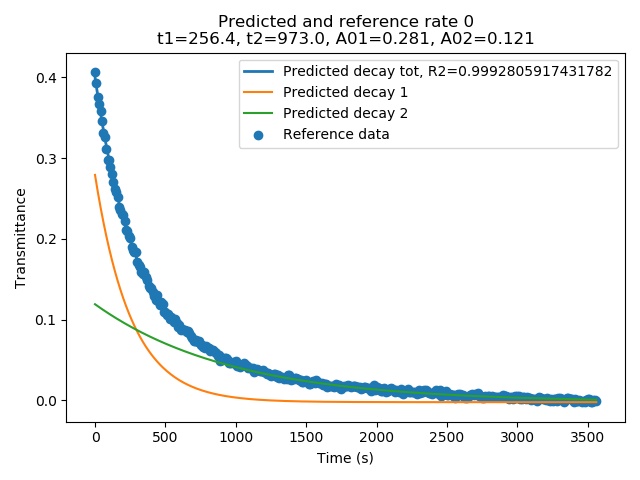 Predicted and reference rate 0
t1=256.4, t2=973.0, A01=0.281, A02=0.121
Predicted decay tot, R2=0.9992805917431782
Predicted decay 1
Predicted decay 2
Reference data
Transmittance
0.4
0.3
0.2
0.1
0.0
0 500 1000 1500 2000 2500 3000 3500
Time (s)